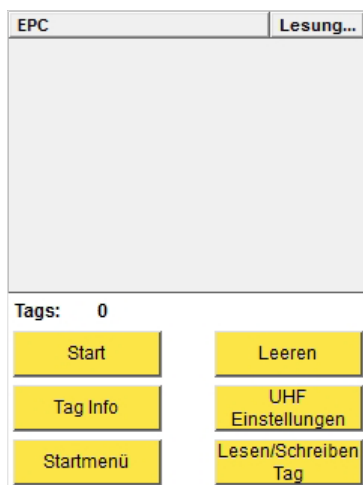 EPC Lesung...
Tags: 0
Start Leeren
Tag Info UHF Einstellungen
Startmenü Lesen/Schreiben Tag